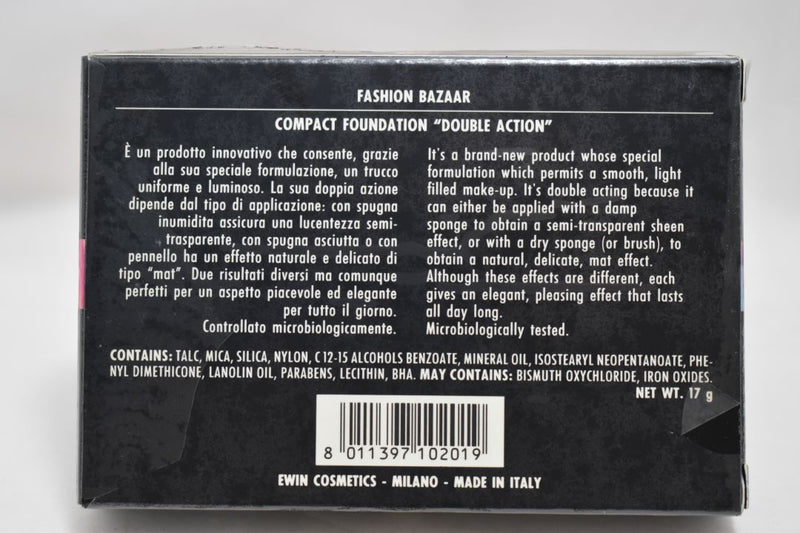 FASHION BAZAAR
COMPACT FOUNDATION "DOUBLE ACTION"
È un prodotto innovativo che consente, grazie
alla sua speciale formulazione, un trucco
uniforme e luminoso. La sua doppia azione
dipende dal tipo di applicazione: con spugna
inumidita assicura una lucentezza semi-
trasparente, con spugna asciutta o con
pennello ha un effetto naturale e delicato di
tipo "mat". Due risultati diversi ma comunque
perfetti per un aspetto piacevole ed elegante
per tutto il giorno.
Controllato microbiologicamente.
It's a brand-new product whose special
formulation which permits a smooth, light
filled make-up. It's double acting because it
can either be applied with a damp
sponge to obtain a semi-transparent sheen
effect, or with a dry sponge (or brush), to
obtain a natural, delicate, mat effect.
Although these effects are different, each
gives an elegant, pleasing effect that lasts
all day long.
Microbiologically tested.
CONTAINS: TALC, MICA, SILICA, NYLON, C 12-15 ALCOHOLS BENZOATE, MINERAL OIL, ISOSTEARYL NEOPENTANOATE, PHE-
NYL DIMETHICONE, LANOLIN OIL, PARABENS, LECITHIN, BHA. MAY CONTAINS: BISMUTH OXYCHLORIDE, IRON OXIDES.
NET WT. 17 g
8 011397 102019
EWIN COSMETICS - MILANO - MADE IN ITALY